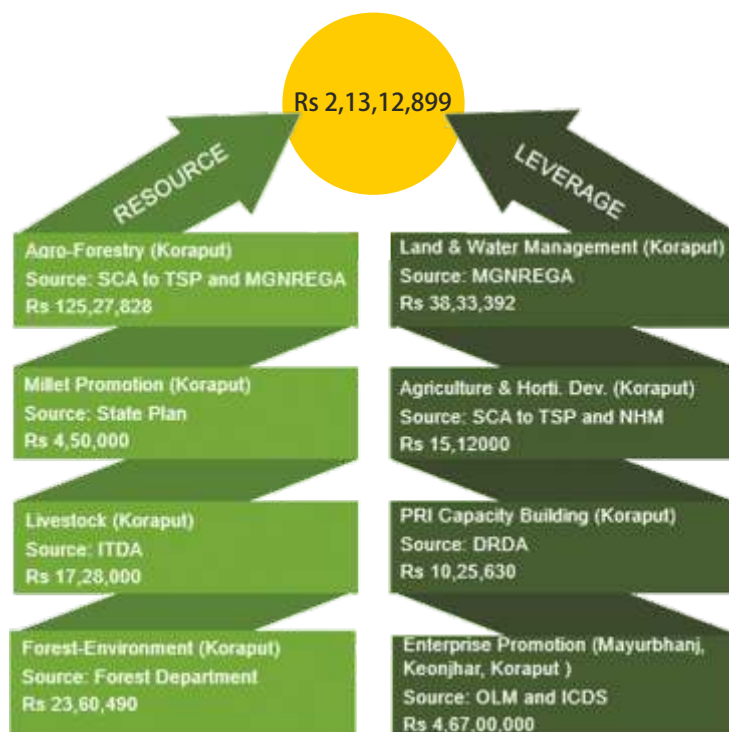 Rs 2,13,12,899
RESOURCE
LEVERAGE
Agro-Forestry (Koraput)
Source: SCA to TSP and MGNREGA
Rs 125,27,828
Millet Promotion (Koraput)
Source: State Plan
Rs 4,50,000
Livestock (Koraput)
Source: ITDA
Rs 17,28,000
Forest-Environment (Koraput)
Source: Forest Department
Rs 23,60,490
Land & Water Management (Koraput)
Source: MGNREGA
Rs 38,33,392
Agriculture & Horti. Dev. (Koraput)
Source: SCA to TSP and NHM
Rs 15,12000
PRI Capacity Building (Koraput)
Source: DRDA
Rs 10,25,630
Enterprise Promotion (Mayurbhanj,
Keonjhar, Koraput )
Source: OLM and ICDS
Rs 4,67,00,000